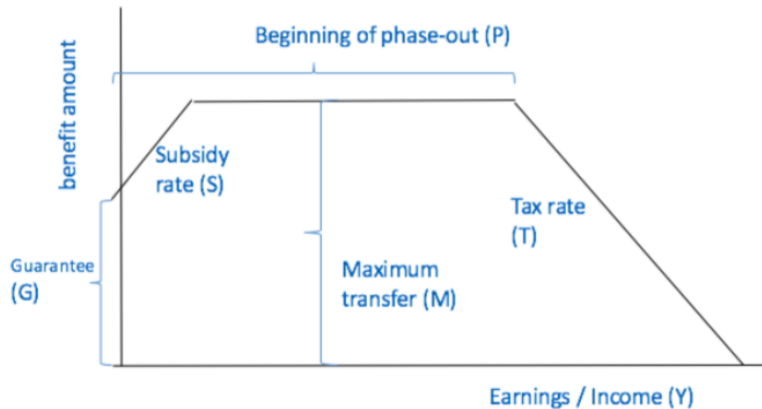 Beginning of phase-out (P)
benefit amount
Subsidy
rate (S)
Tax rate
(T)
Guarantee
(G)
Maximum
transfer (M)
Earnings / Income (Y)